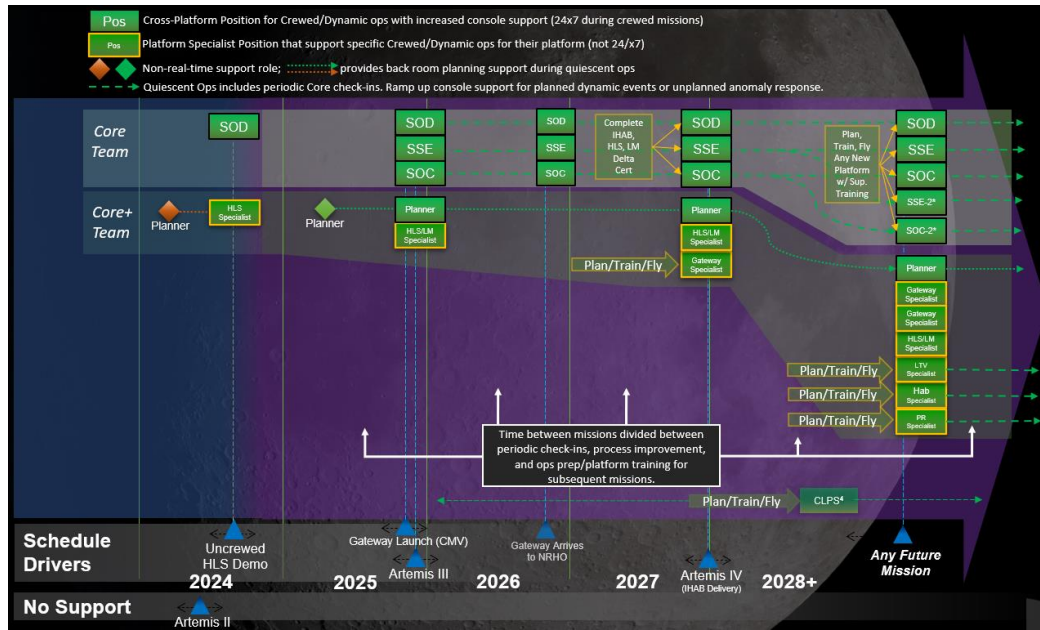 Pos Cross-Platform Position for Crewed/Dynamic ops with increased console support (24x7 during crewed missions)
Pos Platform Specialist Position that support specific Crewed/Dynamic ops for their platform (not 24/x7)
Non-real-time support role; provides back room planning support during quiescent ops
Quiescent Ops includes periodic Core check-ins. Ramp up console support for planned dynamic events or unplanned anomaly response.
Core
Team
SOD
SOD
SSE
SOC
SOD
SSE
SOC
Complete
IHAB,
HLS, LM
Delta
Cert
SOD
SSE
SOC
Plan,
Train, Fly
Any New
Platform
w/ Sup.
Training
SOD
SSE
SOC
SSE-2*
SOC-2*
Core+
Team
Planner
HLS
Specialist
Planner
Planner
HLS/LM
Specialist
Plan/Train/Fly
Planner
HLS/LM
Specialist
Gateway
Specialist
Planner
Gateway
Specialist
Gateway
Specialist
HLS/LM
Specialist
Plan/Train/Fly
LTV
Specialist
Plan/Train/Fly
Hab
Specialist
Plan/Train/Fly
PR
Specialist
Time between missions divided between
periodic check-ins, process improvement,
and ops prep/platform training for
subsequent missions.
Plan/Train/Fly
CLPS⁴
Schedule
Drivers
Uncrewed
HLS Demo
Gateway Launch (CMV)
Artemis III
Gateway Arrives
to NRHO
Artemis IV
(IHAB Delivery)
Any Future
Mission
2024
2025
2026
2027
2028+
No Support
Artemis II